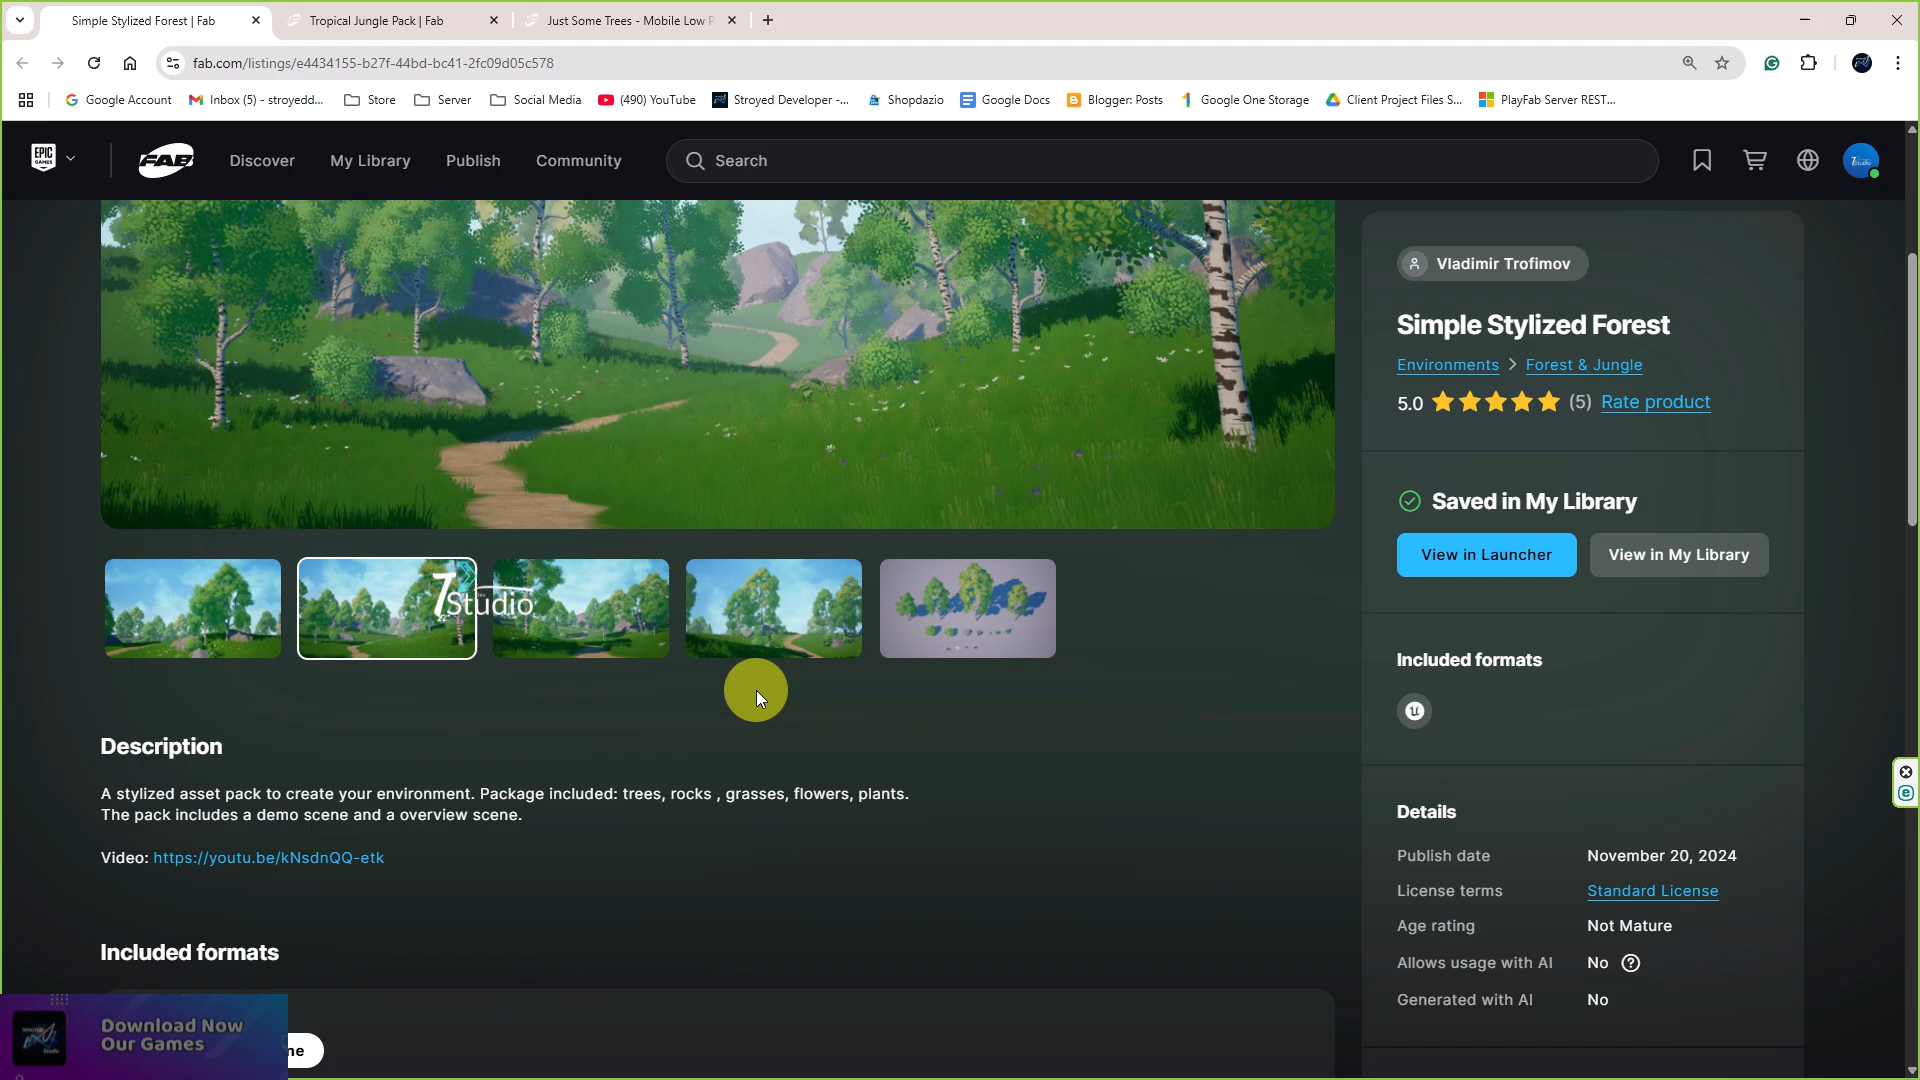 Simple Stylized Forest | Fab
Tropical Jungle Pack | Fab
Just Some Trees - Mobile Low P
fab.com/listings/e4434155-b27f-44bd-bc41-2fc09d05c578
Google Account
Inbox (5) - stroyedd...
Store
Server
Social Media
(490) YouTube
Stroyed Developer -...
Shopdazio
Google Docs
Blogger: Posts
Google One Storage
Client Project Files S...
PlayFab Server REST...
EPIC GAMES
FAB
Discover
My Library
Publish
Community
Search
Vladimir Trofimov
Simple Stylized Forest
Environments > Forest & Jungle
5.0 (5) Rate product
Saved in My Library
View in Launcher
View in My Library
7Studio
Included formats
Description
A stylized asset pack to create your environment. Package included: trees, rocks , grasses, flowers, plants.
The pack includes a demo scene and a overview scene.
Video: https://youtu.be/kNsdnQQ-etk
Details
Publish date November 20, 2024
License terms Standard License
Age rating Not Mature
Allows usage with AI No
Generated with AI No
Included formats
Download Now
Our Games
ne